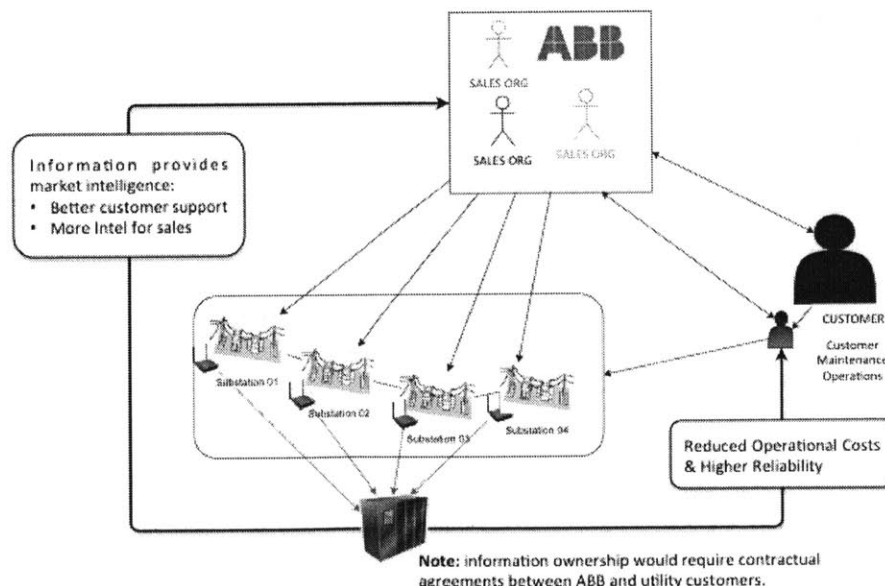 ABB
SALES ORG
SALES ORG
SALES ORG
Information provides
market intelligence:
• Better customer support
• More Intel for sales
CUSTOMER
Customer
Maintenance
Operations
Substation 01
Substation 02
Substation 03
Substation 04
Reduced Operational Costs
& Higher Reliability
Note: information ownership would require contractual
agreements between ABB and utility customers.